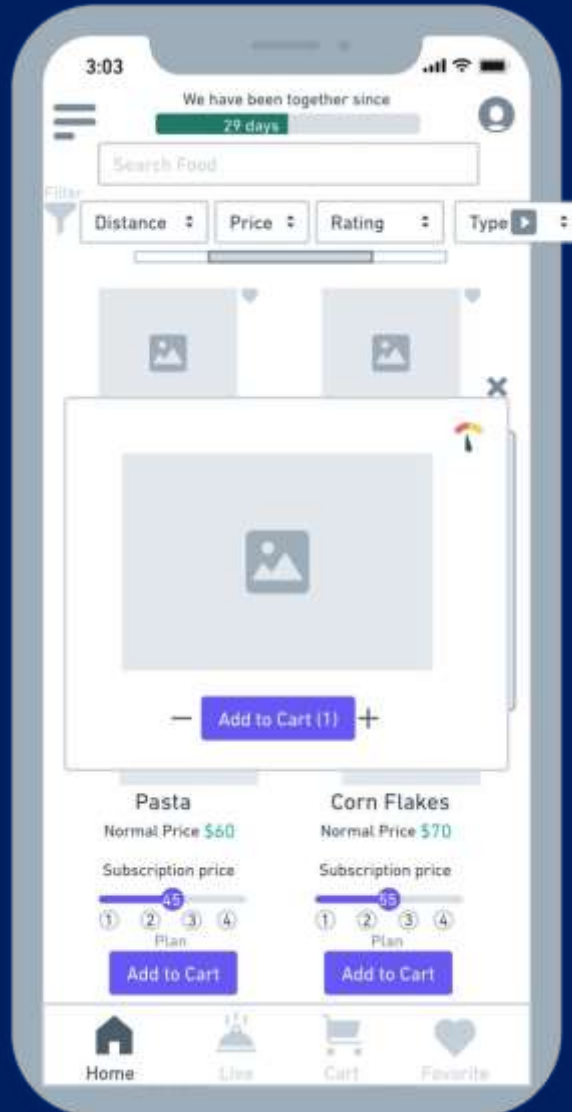 3:03
We have been together since
29 days
Search Food
Filter
Distance Price Rating Type
Add to Cart (1)
Pasta Corn Flakes
Normal Price $60 Normal Price $70
Subscription price Subscription price
45 55
1 2 3 4 1 2 3 4
Plan Plan
Add to Cart Add to Cart
Home Live Cart Favorite